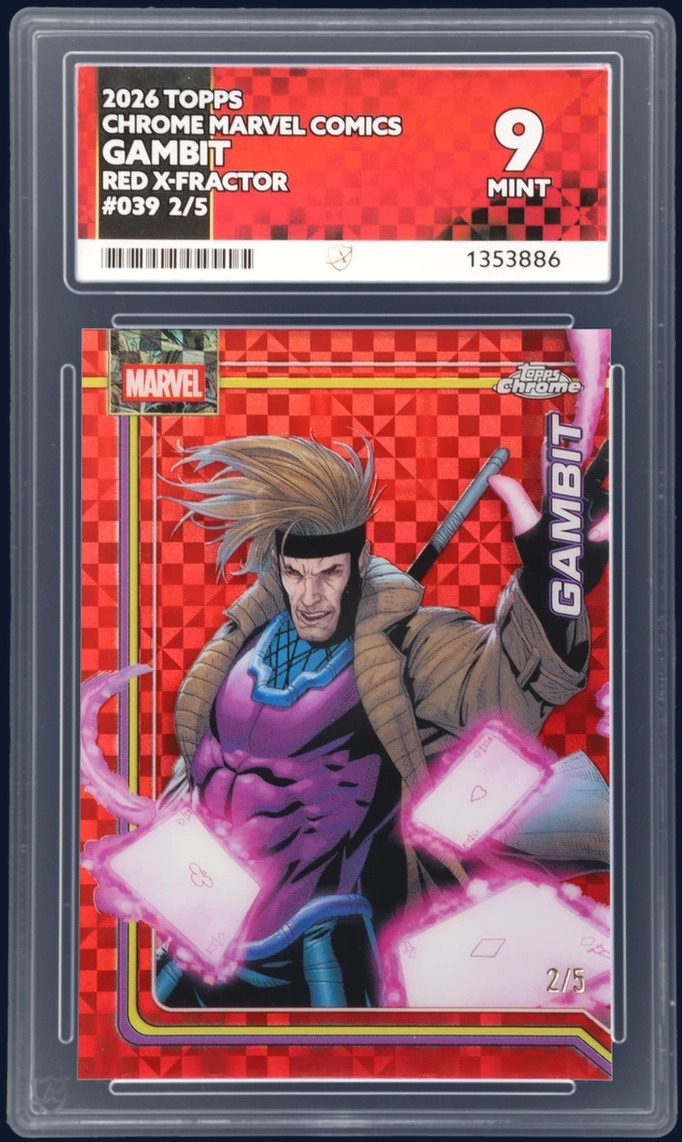 2026 TOPPS
CHROME MARVEL COMICS
GAMBIT
RED X-FRACTOR
#039 2/5
9
MINT
1353886
MARVEL
topps
Chrome
GAMBIT
2/5